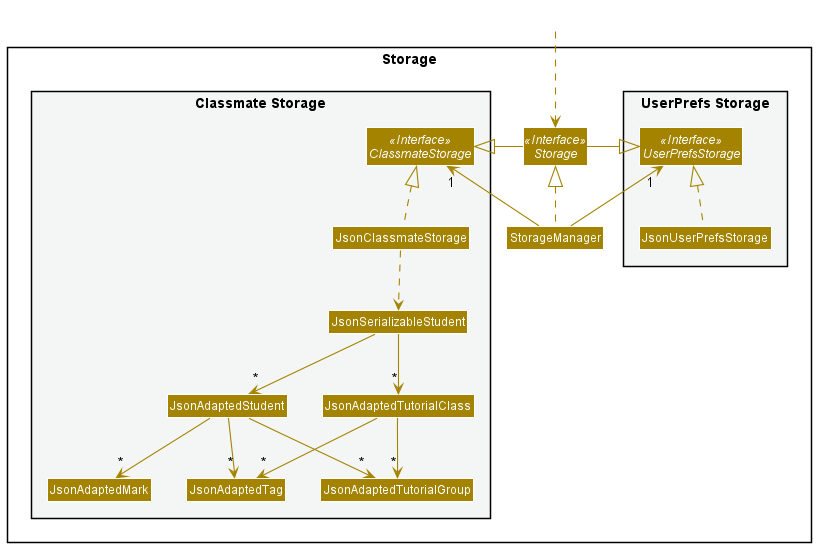 Storage
Classmate Storage
UserPrefs Storage
«Interface»
ClassmateStorage
«Interface»
Storage
«Interface»
UserPrefsStorage
1
1
JsonClassmateStorage
StorageManager
JsonUserPrefsStorage
JsonSerializableStudent
*
*
JsonAdaptedStudent
JsonAdaptedTutorialClass
*
*
*
*
*
JsonAdaptedMark
JsonAdaptedTag
JsonAdaptedTutorialGroup